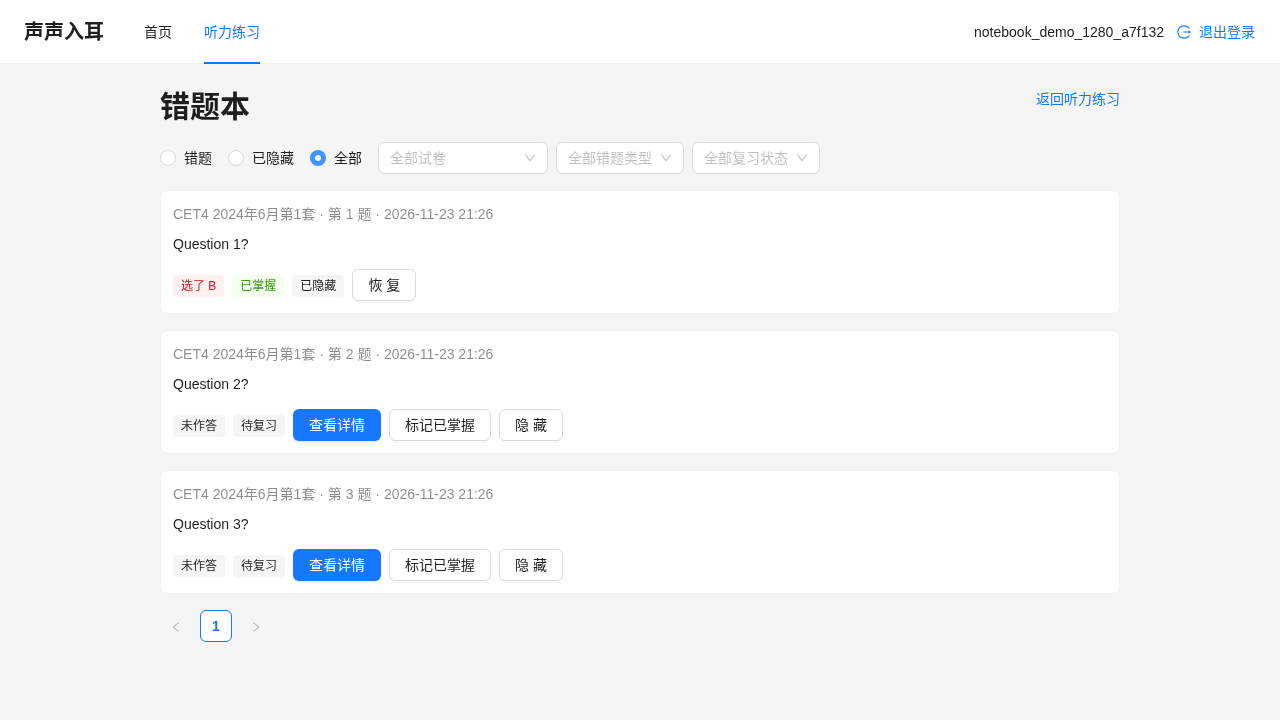 声声入耳 首页 听力练习 notebook_demo_1280_a7f132 退出登录
错题本 返回听力练习
错题 已隐藏 全部 全部试卷 全部错题类型 全部复习状态
CET4 2024年6月第1套 · 第 1 题 · 2026-11-23 21:26
Question 1?
选了 B 已掌握 已隐藏 恢 复
CET4 2024年6月第1套 · 第 2 题 · 2026-11-23 21:26
Question 2?
未作答 待复习 查看详情 标记已掌握 隐 藏
CET4 2024年6月第1套 · 第 3 题 · 2026-11-23 21:26
Question 3?
未作答 待复习 查看详情 标记已掌握 隐 藏
1